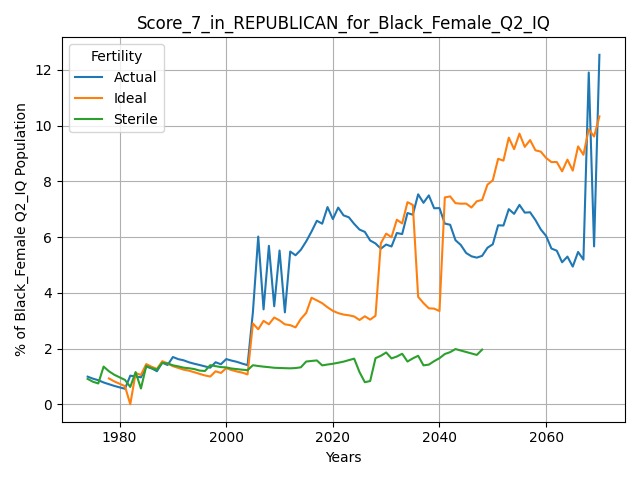 Score_7_in_REPUBLICAN_for_Black_Female_Q2_IQ
% of Black_Female Q2_IQ Population
Fertility
Actual
Ideal
Sterile
12
10
8
6
4
2
0
1980
2000
2020
2040
2060
Years